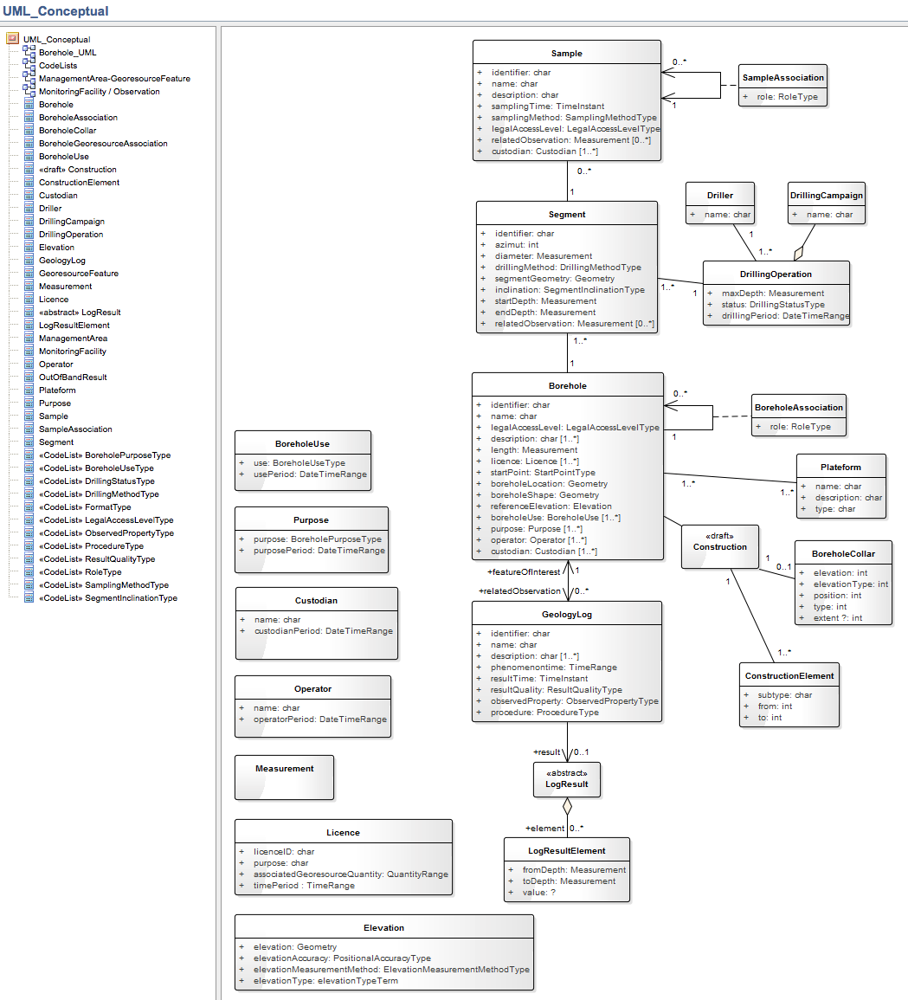 UML_Conceptual
UML_Conceptual
Borehole_UML
CodeLists
ManagementArea-GeoresourceFeature
MonitoringFacility / Observation
Borehole
BoreholeAssociation
BoreholeCollar
BoreholeGeoresourceAssociation
BoreholeUse
«draft» Construction
ConstructionElement
Custodian
Driller
DrillingCampaign
DrillingOperation
Elevation
GeologyLog
GeoresourceFeature
Measurement
Licence
«abstract» LogResult
LogResultElement
ManagementArea
MonitoringFacility
Operator
OutOfBandResult
Plateform
Purpose
Sample
SampleAssociation
Segment
«CodeList» BoreholePurposeType
«CodeList» BoreholeUseType
«CodeList» DrillingStatusType
«CodeList» DrillingMethodType
«CodeList» FormatType
«CodeList» LegalAccessLevelType
«CodeList» ObservedPropertyType
«CodeList» ProcedureType
«CodeList» ResultQualityType
«CodeList» RoleType
«CodeList» SamplingMethodType
«CodeList» SegmentInclinationType
Sample
+ identifier: char
+ name: char
+ description: char
+ samplingTime: TimeInstant
+ samplingMethod: SamplingMethodType
+ legalAccessLevel: LegalAccessLevelType
+ relatedObservation: Measurement [0..*]
+ custodian: Custodian [1..*]
0..*
1
SampleAssociation
+ role: RoleType
0..*
1
Segment
+ identifier: char
+ azimut: int
+ diameter: Measurement
+ drillingMethod: DrillingMethodType
+ segmentGeometry: Geometry
+ inclination: SegmentInclinationType
+ startDepth: Measurement
+ endDepth: Measurement
+ relatedObservation: Measurement [0..*]
Driller
+ name: char
DrillingCampaign
+ name: char
1
1..*
DrillingOperation
+ maxDepth: Measurement
+ status: DrillingStatusType
+ drillingPeriod: DateTimeRange
1..*
1
1..*
1
Borehole
+ identifier: char
+ name: char
+ legalAccessLevel: LegalAccessLevelType
+ description: char [1..*]
+ length: Measurement
+ licence: Licence [1..*]
+ startPoint: StartPointType
+ boreholeLocation: Geometry
+ boreholeShape: Geometry
+ referenceElevation: Elevation
+ boreholeUse: BoreholeUse [1..*]
+ purpose: Purpose [1..*]
+ operator: Operator [1..*]
+ custodian: Custodian [1..*]
0..*
1
BoreholeAssociation
+ role: RoleType
1..*
1..*
Plateform
+ name: char
+ description: char
+ type: char
«draft»
Construction
1
0..1
BoreholeCollar
+ elevation: int
+ elevationType: int
+ position: int
+ type: int
+ extent ?: int
1
1..*
ConstructionElement
+ subtype: char
+ from: int
+ to: int
+featureOfInterest 1
+relatedObservation 0..*
GeologyLog
+ identifier: char
+ name: char
+ description: char [1..*]
+ phenomenontime: TimeRange
+ resultTime: TimeInstant
+ resultQuality: ResultQualityType
+ observedProperty: ObservedPropertyType
+ procedure: ProcedureType
+result 0..1
«abstract»
LogResult
+element 0..*
LogResultElement
+ fromDepth: Measurement
+ toDepth: Measurement
+ value: ?
BoreholeUse
+ use: BoreholeUseType
+ usePeriod: DateTimeRange
Purpose
+ purpose: BoreholePurposeType
+ purposePeriod: DateTimeRange
Custodian
+ name: char
+ custodianPeriod: DateTimeRange
Operator
+ name: char
+ operatorPeriod: DateTimeRange
Measurement
Licence
+ licenceID: char
+ purpose: char
+ associatedGeoresourceQuantity: QuantityRange
+ timePeriod : TimeRange
Elevation
+ elevation: Geometry
+ elevationAccuracy: PositionalAccuracyType
+ elevationMeasurementMethod: ElevationMeasurementMethodType
+ elevationType: elevationTypeTerm